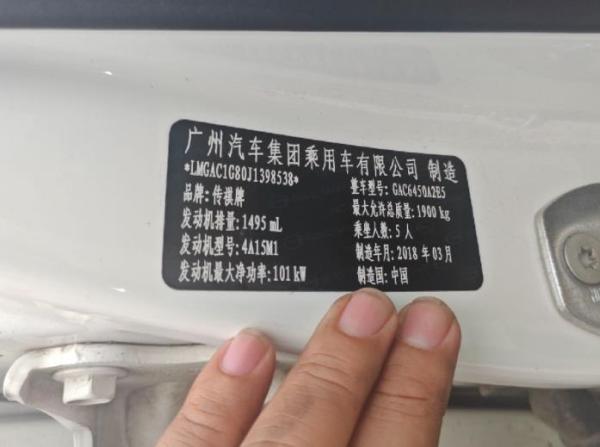 广州汽车集团乘用车有限公司 制造
*LMGAC1G80J1398538*
整车型号: GAC6450A2E5
品牌: 传祺牌
最大允许总质量: 1900 kg
发动机排量: 1495 mL
乘坐人数: 5 人
发动机型号: 4A15M1
制造年月: 2018 年 03 月
发动机最大净功率: 101 kW
制造国: 中国